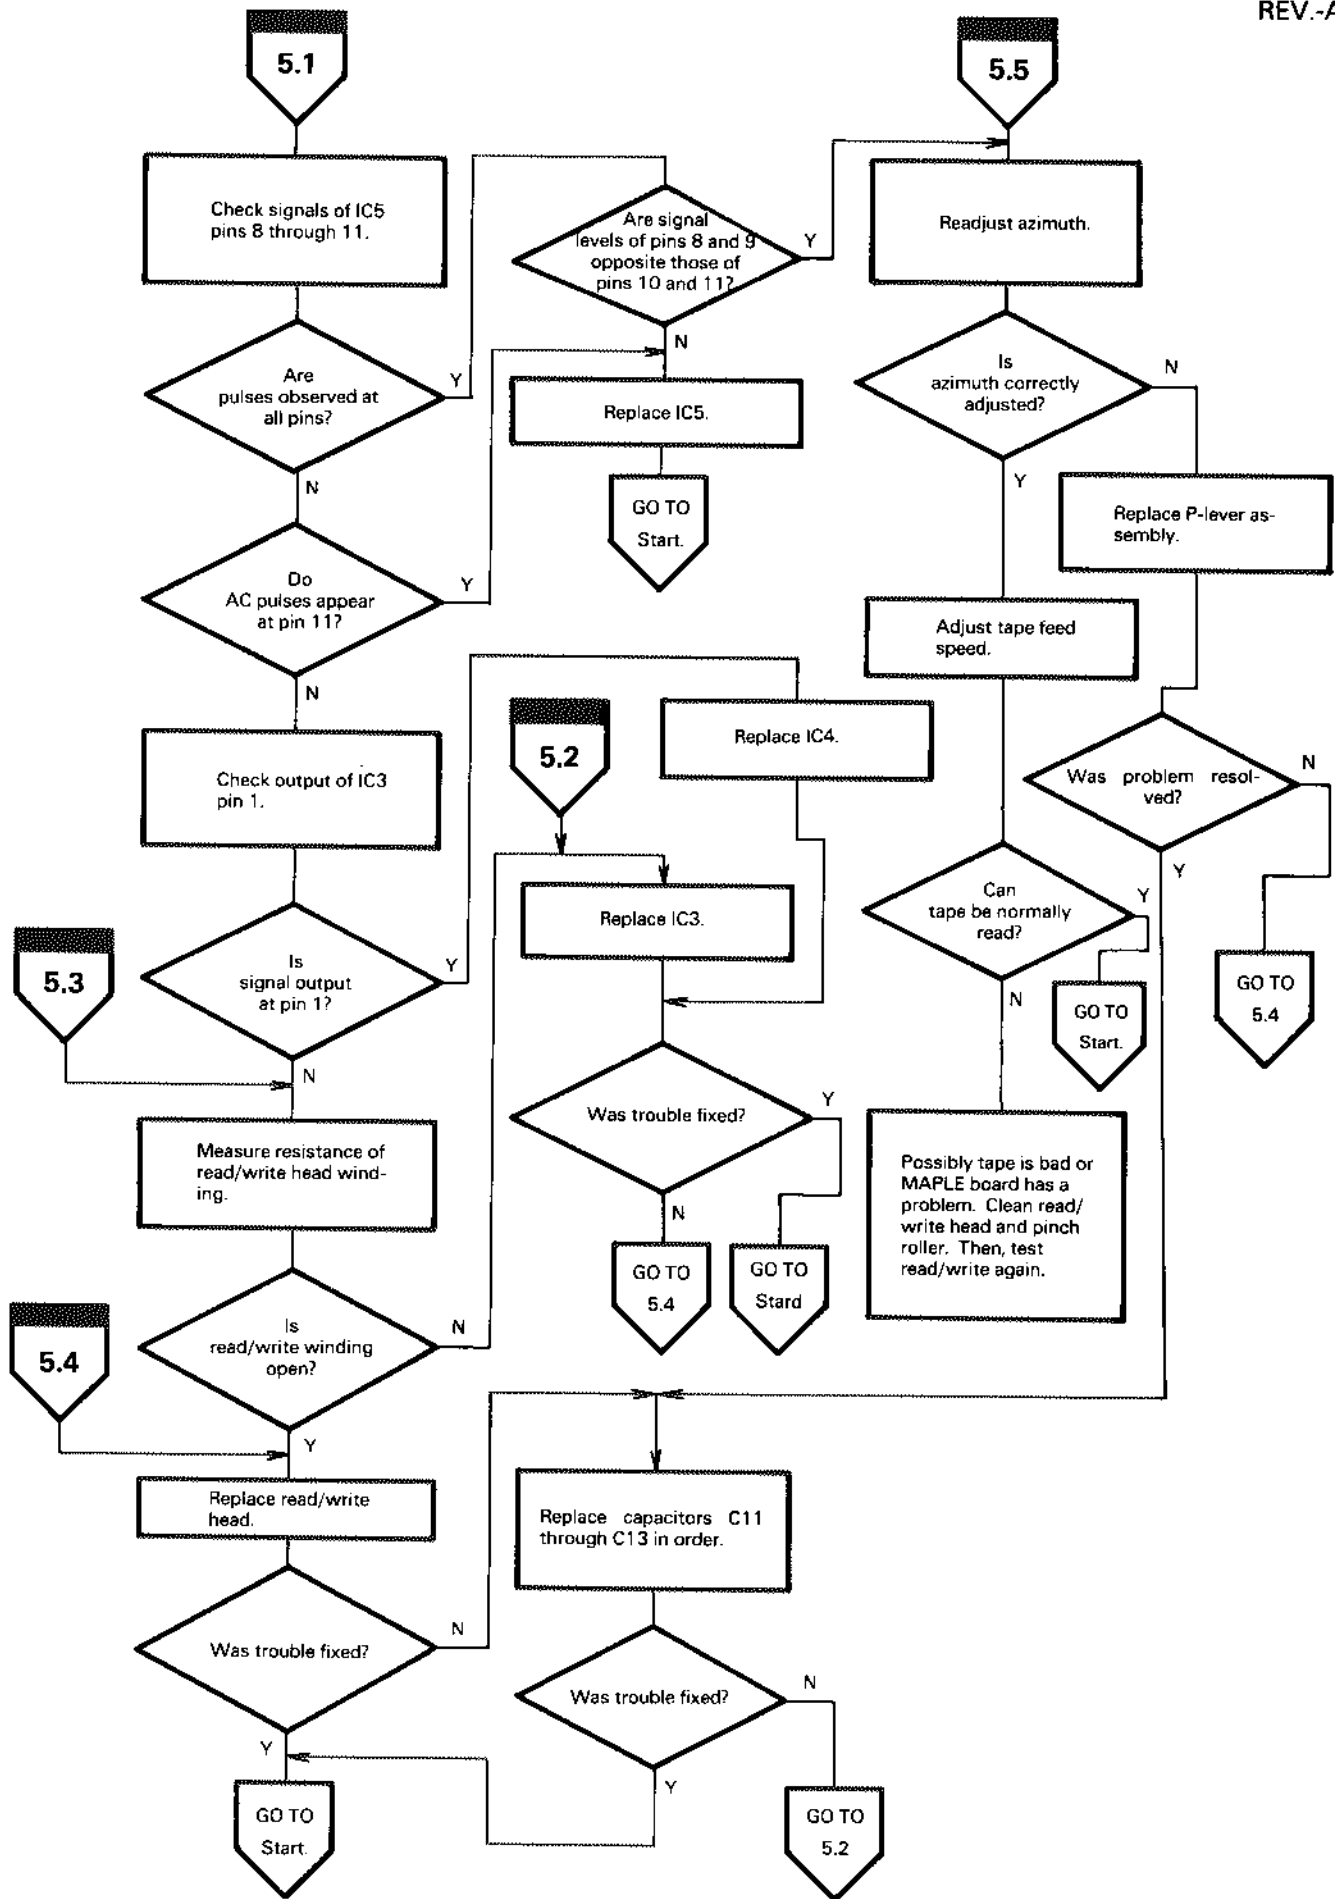 REV.-A
5.1
Check signals of IC5
pins 8 through 11.
Are
pulses observed at
all pins?
Y
N
Do
AC pulses appear
at pin 11?
Y
N
Check output of IC3
pin 1.
Is
signal output
at pin 1?
Y
N
5.3
Measure resistance of
read/write head wind-
ing.
Is
read/write winding
open?
N
Y
5.4
Replace read/write
head.
Was trouble fixed?
N
Y
GO TO
Start.
Are signal
levels of pins 8 and 9
opposite those of
pins 10 and 11?
Y
N
Replace IC5.
GO TO
Start.
5.2
Replace IC4.
Replace IC3.
Was trouble fixed?
Y
N
GO TO
5.4
GO TO
Stard
Replace capacitors C11
through C13 in order.
Was trouble fixed?
N
Y
GO TO
5.2
5.5
Readjust azimuth.
Is
azimuth correctly
adjusted?
N
Y
Replace P-lever as-
sembly.
Adjust tape feed
speed.
Was problem resol-
ved?
N
Y
Can
tape be normally
read?
Y
N
GO TO
Start.
GO TO
5.4
Possibly tape is bad or
MAPLE board has a
problem. Clean read/
write head and pinch
roller. Then, test
read/write again.